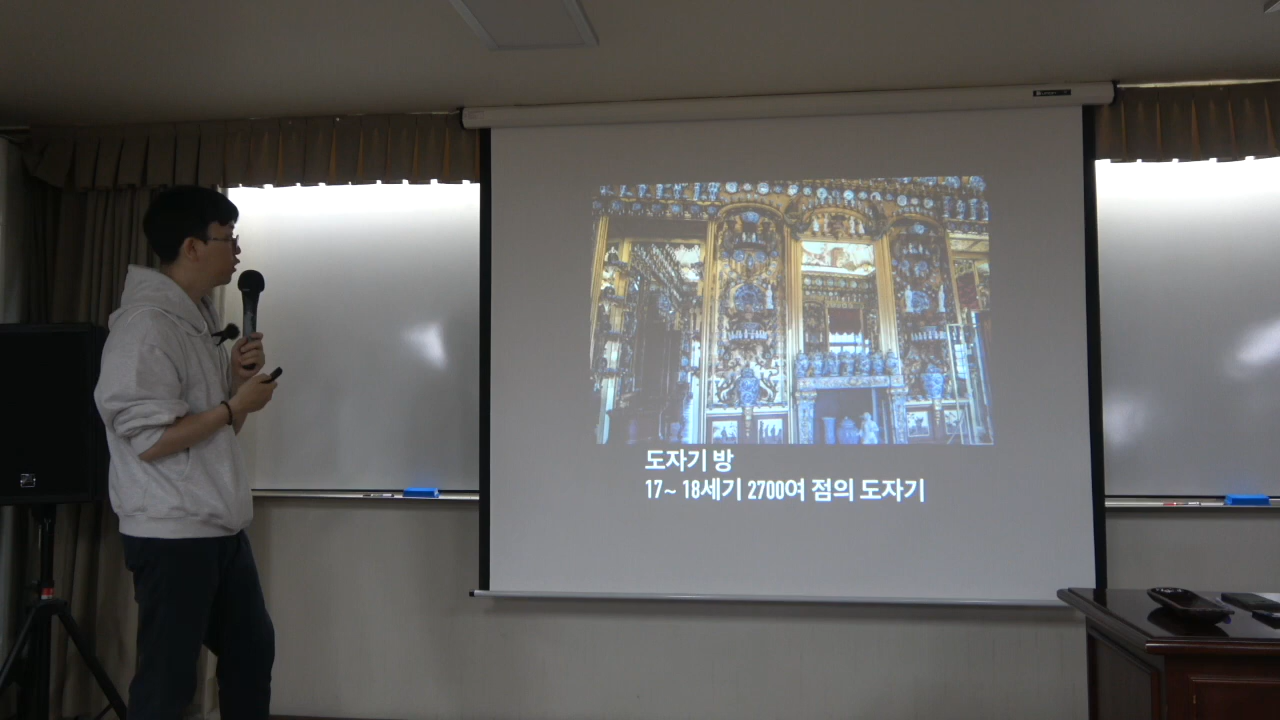 도자기 방
17~ 18세기 2700여 점의 도자기